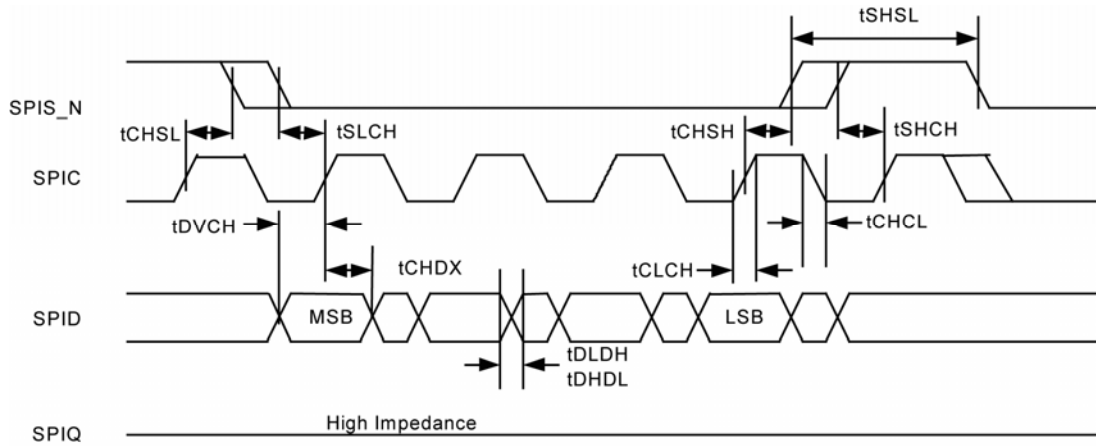 tSHSL
SPIS_N
tCHSL
tSLCH
tCHSH
tSHCH
SPIC
tDVCH
tCHCL
tCHDX
tCLCH
SPID
MSB
LSB
tDLDH
tDHDL
High Impedance
SPIQ